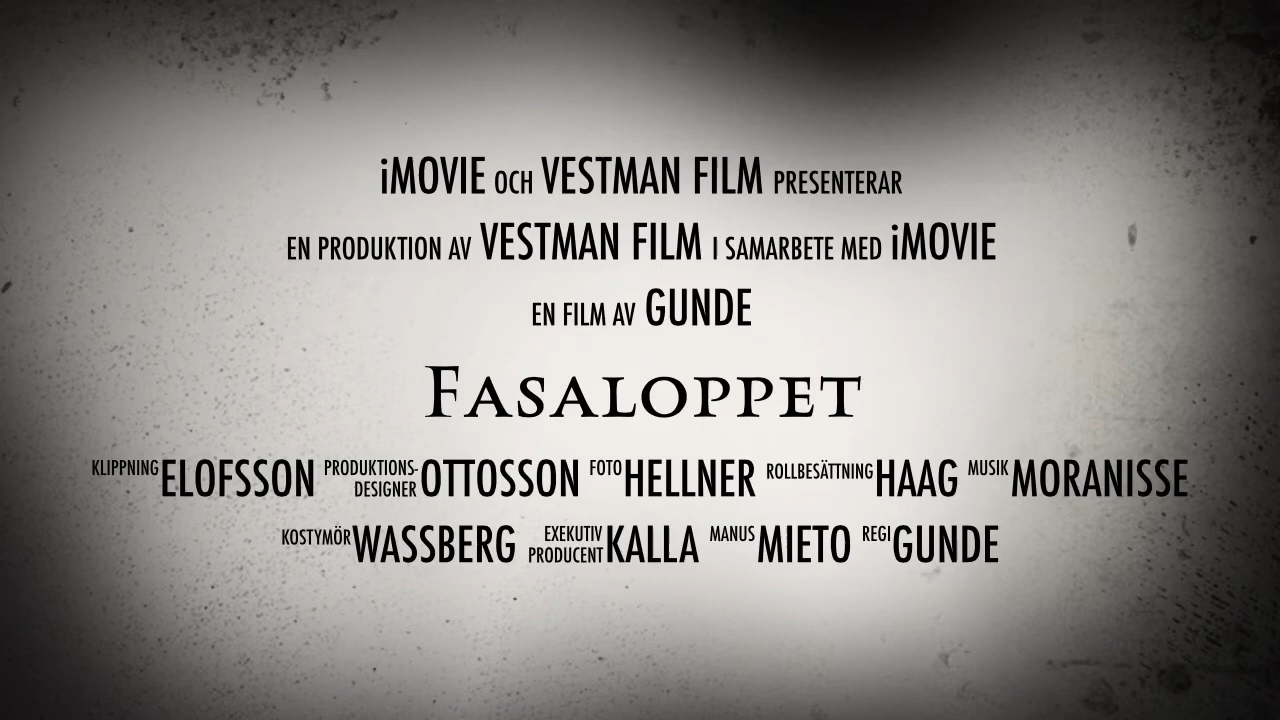 iMOVIE OCH VESTMAN FILM PRESENTERAR
EN PRODUKTION AV VESTMAN FILM I SAMARBETE MED iMOVIE
EN FILM AV GUNDE
FASALOPPET
KLIPPNING ELOFSSON PRODUKTIONS-DESIGNER OTTOSSON FOTO HELLNER ROLLBESÄTTNING HAAG MUSIK MORANISSE
KOSTYMÖR WASSBERG EXEKUTIV PRODUCENT KALLA MANUS MIETO REGI GUNDE